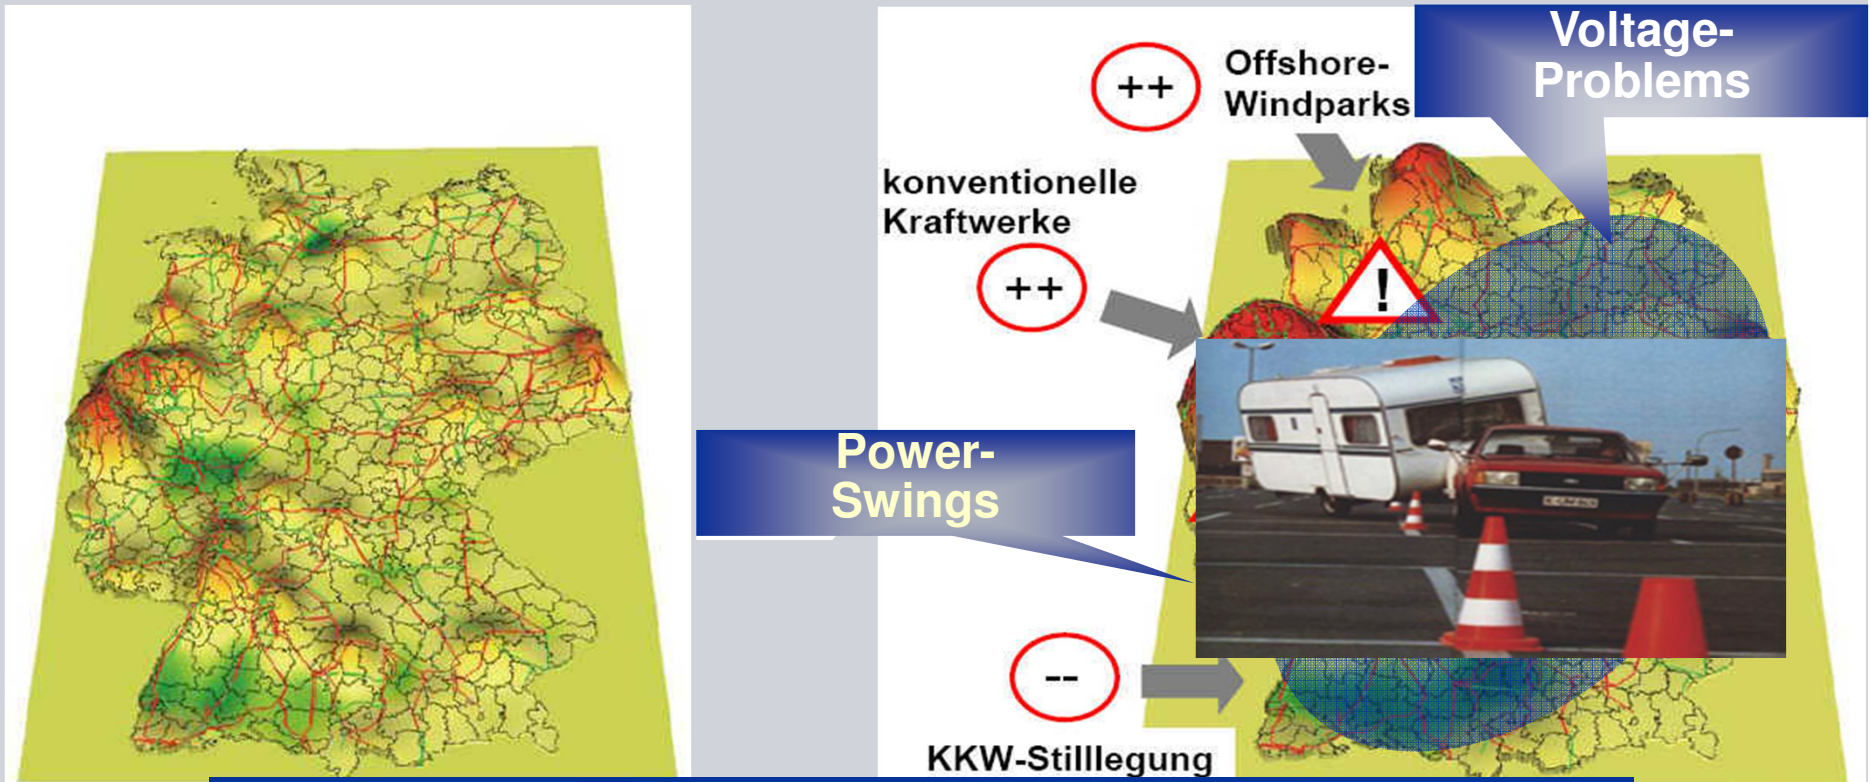 Voltage-
Problems
++
Offshore-
Windparks
konventionelle
Kraftwerke
++
!
Power-
Swings
--
KKW-Stilllegung